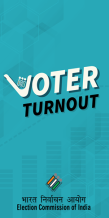 VOTER
TURNOUT
भारत निर्वाचन आयोग
Election Commission of India